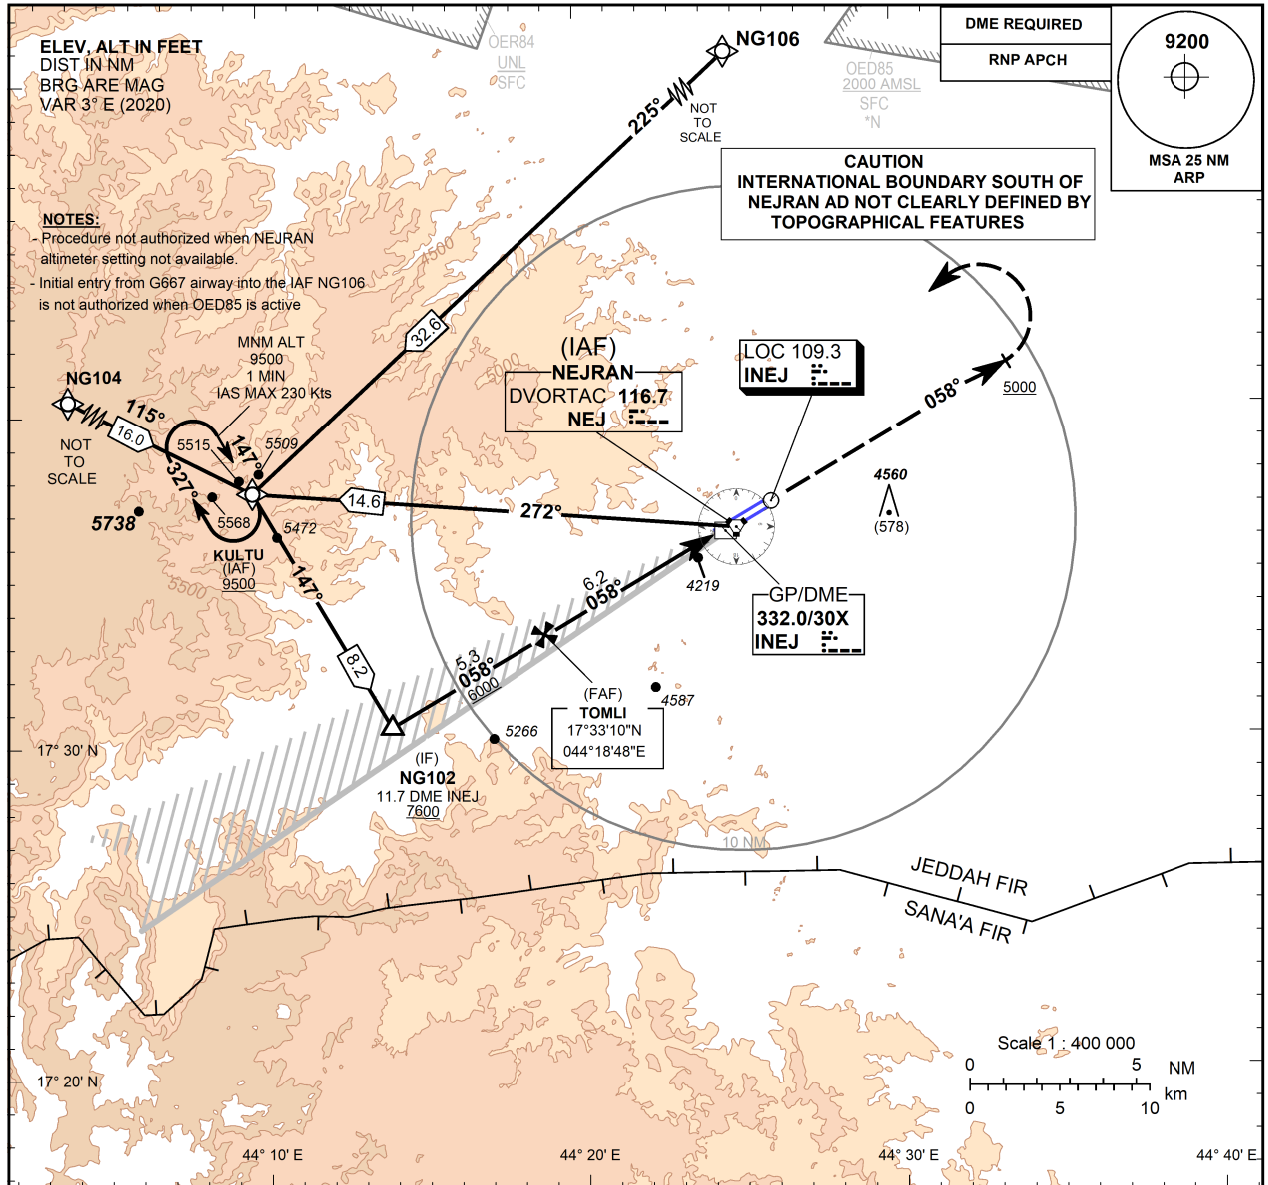 ELEV, ALT IN FEET
DIST IN NM
BRG ARE MAG
VAR 3° E (2020)
OER84
UNL
SFC
NG106
OED85
2000 AMSL
SFC
*N
DME REQUIRED
RNP APCH
9200
MSA 25 NM
ARP
225°
NOT
TO
SCALE
CAUTION
INTERNATIONAL BOUNDARY SOUTH OF
NEJRAN AD NOT CLEARLY DEFINED BY
TOPOGRAPHICAL FEATURES
NOTES:
- Procedure not authorized when NEJRAN
altimeter setting not available.
- Initial entry from G667 airway into the IAF NG106
is not authorized when OED85 is active
4500
32.6
5000
MNM ALT
9500
1 MIN
IAS MAX 230 Kts
(IAF)
NEJRAN
DVORTAC 116.7
NEJ
LOC 109.3
INEJ
058°
5000
NG104
115°
16.0
NOT
TO
SCALE
5515
147°
5509
327°
5568
5738
5472
KULTU
(IAF)
9500
5500
14.6
272°
4560
(578)
147°
8.2
6.2
058°
4219
GP/DME
332.0/30X
INEJ
5.3
058°
6000
(FAF)
TOMLI
17°33'10"N
044°18'48"E
4587
5266
17° 30' N
(IF)
NG102
11.7 DME INEJ
7600
10 NM
JEDDAH FIR
SANA'A FIR
Scale 1 : 400 000
0 5 NM
km
0 5 10
17° 20' N
44° 10' E
44° 20' E
44° 30' E
44° 40' E